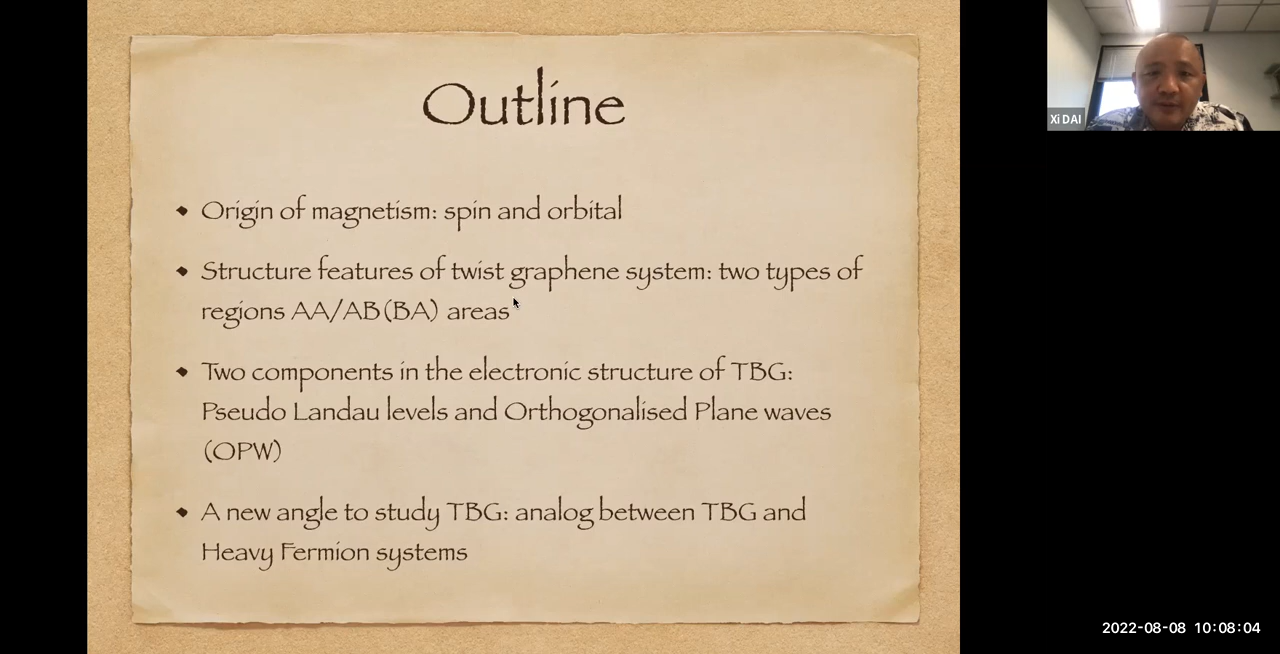 Outline
Origin of magnetism: spin and orbital
Structure features of twist graphene system: two types of
regions AA/AB(BA) areas
Two components in the electronic structure of TBG:
Pseudo Landau levels and Orthogonalised Plane waves
(OPW)
A new angle to study TBG: analog between TBG and
Heavy Fermion systems
Xi DAI
2022-08-08 10:08:04